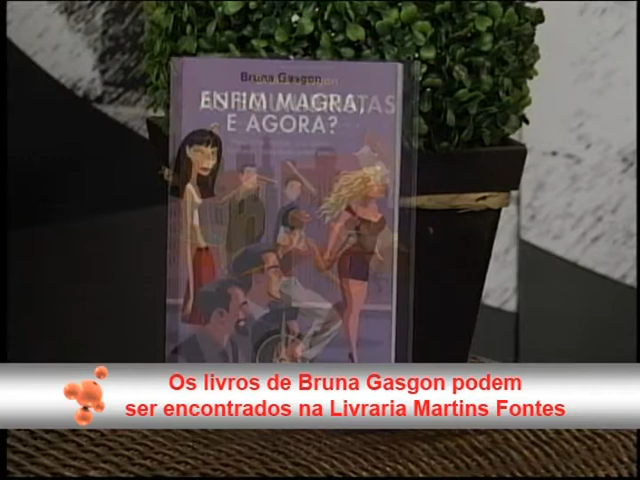 Bruna Gasgon
ENFIM MAGRA,
E AGORA?
Os livros de Bruna Gasgon podem
ser encontrados na Livraria Martins Fontes